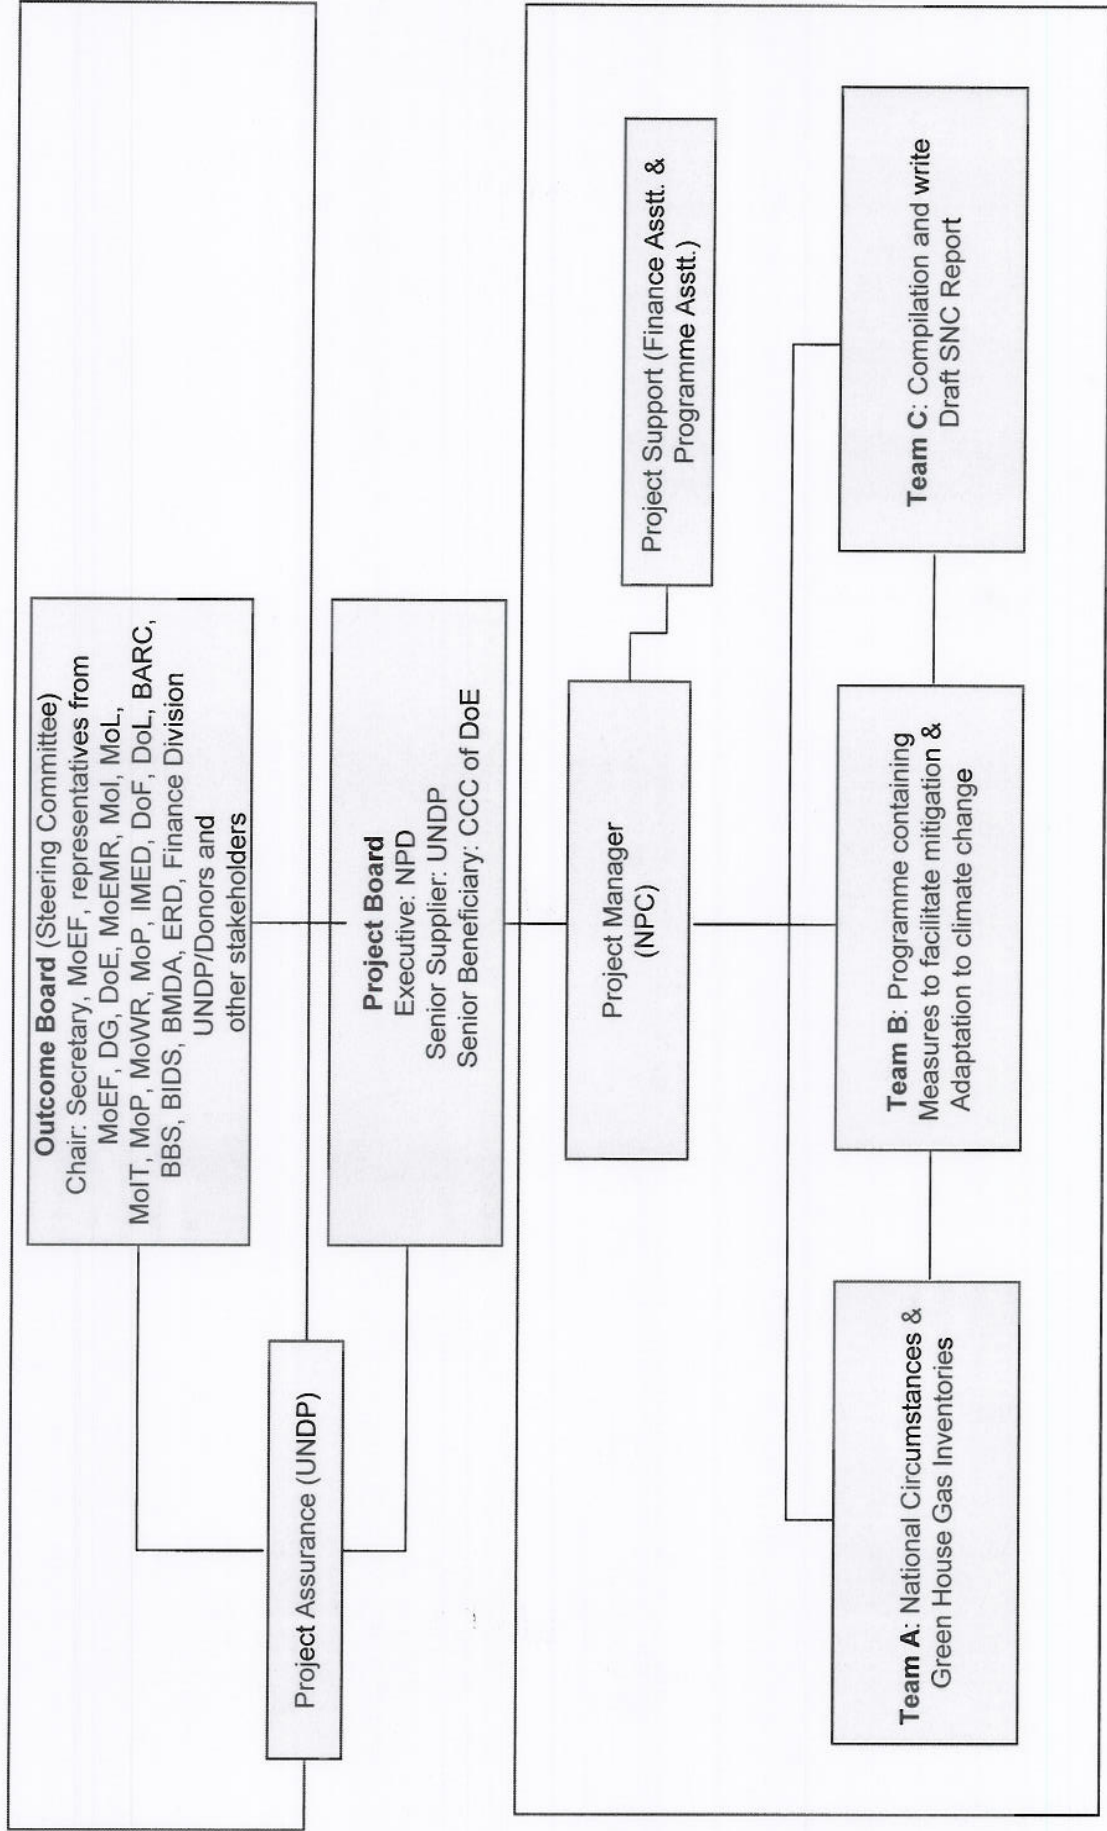 Outcome Board (Steering Committee)
Chair: Secretary, MoEF, representatives from
MoEF, DG, DoE, MoEMR, MoI, MoL,
MoIT, MoP, MoWR, MoP, IMED, DoF, DoL, BARC,
BBS, BIDS, BMDA, ERD, Finance Division
UNDP/Donors and
other stakeholders
Project Assurance (UNDP)
Project Board
Executive: NPD
Senior Supplier: UNDP
Senior Beneficiary: CCC of DoE
Project Manager
(NPC)
Project Support (Finance Asstt. &
Programme Asstt.)
Team A: National Circumstances &
Green House Gas Inventories
Team B: Programme containing
Measures to facilitate mitigation &
Adaptation to climate change
Team C: Compilation and write
Draft SNC Report